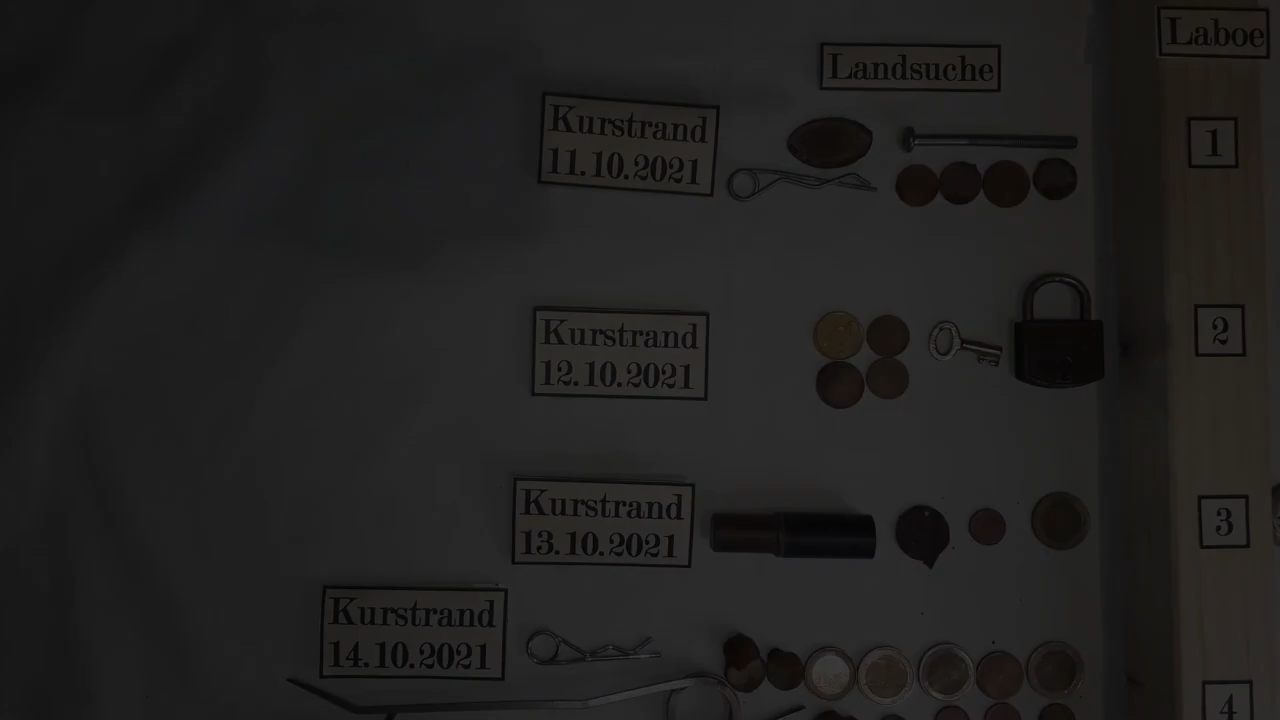 Laboe
Landsuche
Kurstrand
11.10.2021
1
Kurstrand
12.10.2021
2
Kurstrand
13.10.2021
3
Kurstrand
14.10.2021
4